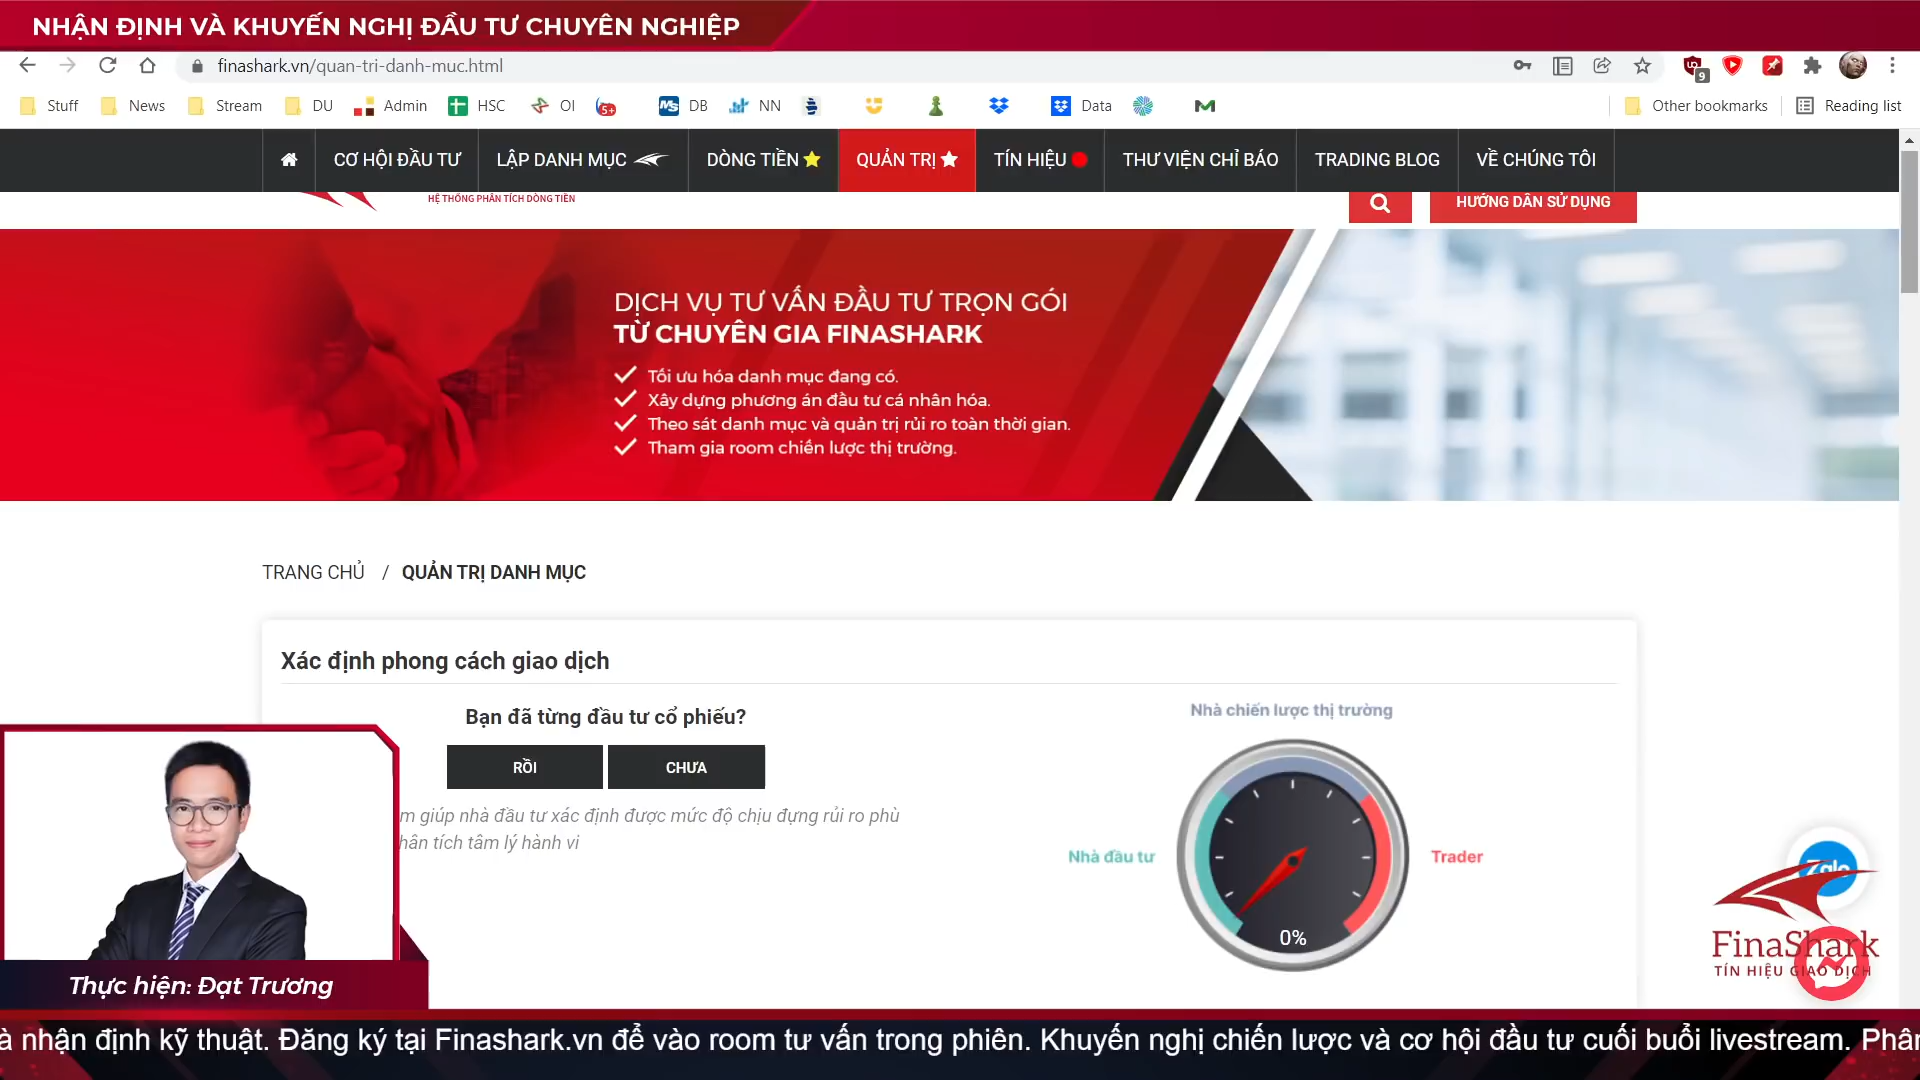 NHẬN ĐỊNH VÀ KHUYẾN NGHỊ ĐẦU TƯ CHUYÊN NGHIỆP
finashark.vn/quan-tri-danh-muc.html
9
Stuff News Stream DU Admin HSC OI 5+ MS DB NN Data Other bookmarks Reading list
CƠ HỘI ĐẦU TƯ LẬP DANH MỤC DÒNG TIỀN QUẢN TRỊ TÍN HIỆU THƯ VIỆN CHỈ BÁO TRADING BLOG VỀ CHÚNG TÔI
HỆ THỐNG PHÂN TÍCH DÒNG TIỀN
HƯỚNG DẪN SỬ DỤNG
DỊCH VỤ TƯ VẤN ĐẦU TƯ TRỌN GÓI
TỪ CHUYÊN GIA FINASHARK
Tối ưu hóa danh mục đang có.
Xây dựng phương án đầu tư cá nhân hóa.
Theo sát danh mục và quản trị rủi ro toàn thời gian.
Tham gia room chiến lược thị trường.
TRANG CHỦ / QUẢN TRỊ DANH MỤC
Xác định phong cách giao dịch
Bạn đã từng đầu tư cổ phiếu?
RỒI CHƯA
m giúp nhà đầu tư xác định được mức độ chịu đựng rủi ro phù
hân tích tâm lý hành vi
Nhà chiến lược thị trường
Nhà đầu tư
Trader
0%
Zalo
FinaShark
TÍN HIỆU GIAO DỊCH
Thực hiện: Đạt Trương
à nhận định kỹ thuật. Đăng ký tại Finashark.vn để vào room tư vấn trong phiên. Khuyến nghị chiến lược và cơ hội đầu tư cuối buổi livestream. Phân